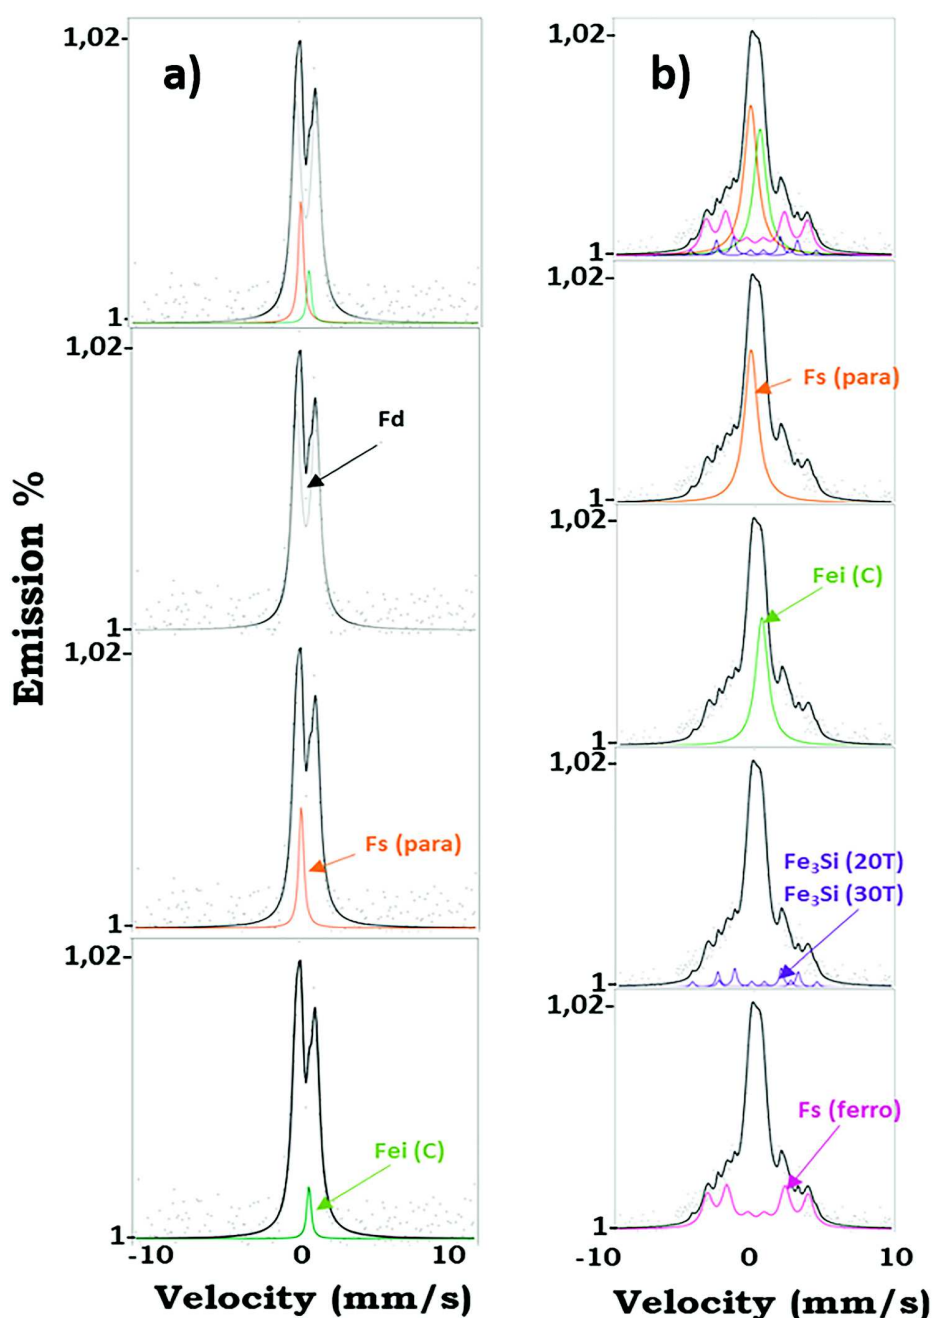 a)
1,02-
1-
1,02-
Fd
1-
1,02-
Fs (para)
1-
1,02-
Fei (C)
1-
-10 0 10
Velocity (mm/s)
Emission %
b)
1,02-
1-
1,02-
Fs (para)
1-
1,02-
Fei (C)
1-
1,02-
Fe₃Si (20T)
Fe₃Si (30T)
1-
1,02-
Fs (ferro)
1-
-10 0 10
Velocity (mm/s)